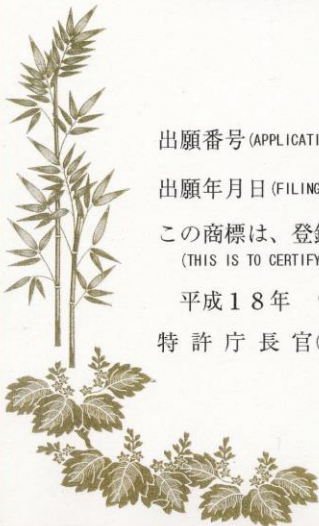 出願番号(APPLICATI
出願年月日(FILING
この商標は、登録
(THIS IS TO CERTIFY
平成18年
特許庁長官(